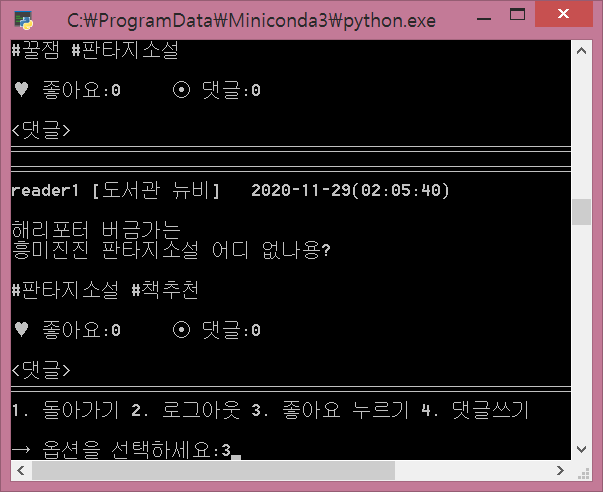 C:₩ProgramData₩Miniconda3₩python.exe
#꿀잼 #판타지소설
♥ 좋아요:0 ⊙ 댓글:0
<댓글>
reader1 [도서관 뉴비] 2020-11-29(02:05:40)
해리포터 버금가는
흥미진진 판타지소설 어디 없나용?
#판타지소설 #책추천
♥ 좋아요:0 ⊙ 댓글:0
<댓글>
1. 돌아가기 2. 로그아웃 3. 좋아요 누르기 4. 댓글쓰기
→ 옵션을 선택하세요:3